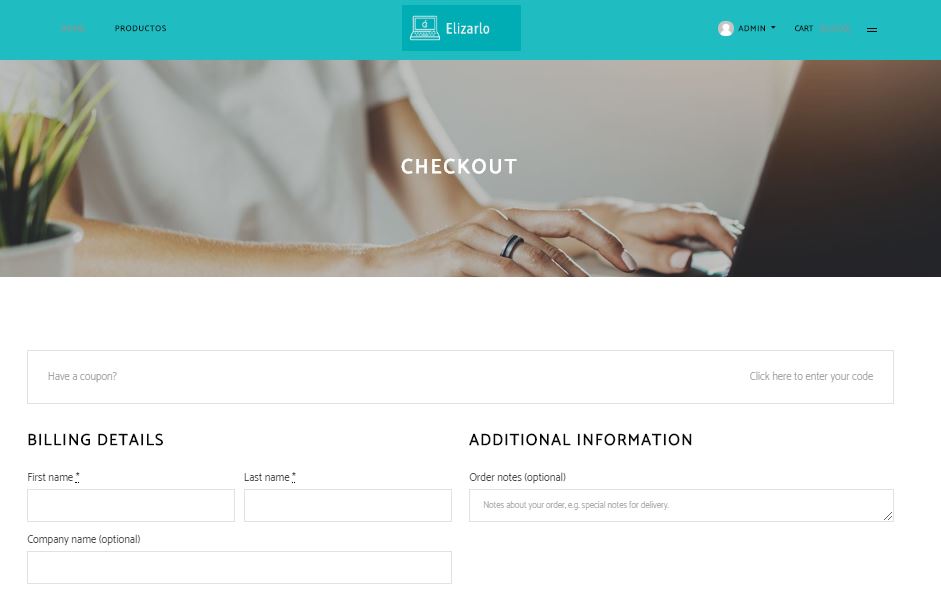 HOME
PRODUCTOS
Elizarlo
ADMIN
CART
CHECKOUT
Have a coupon?
Click here to enter your code
BILLING DETAILS
ADDITIONAL INFORMATION
First name *
Last name *
Order notes (optional)
Notes about your order, e.g. special notes for delivery.
Company name (optional)